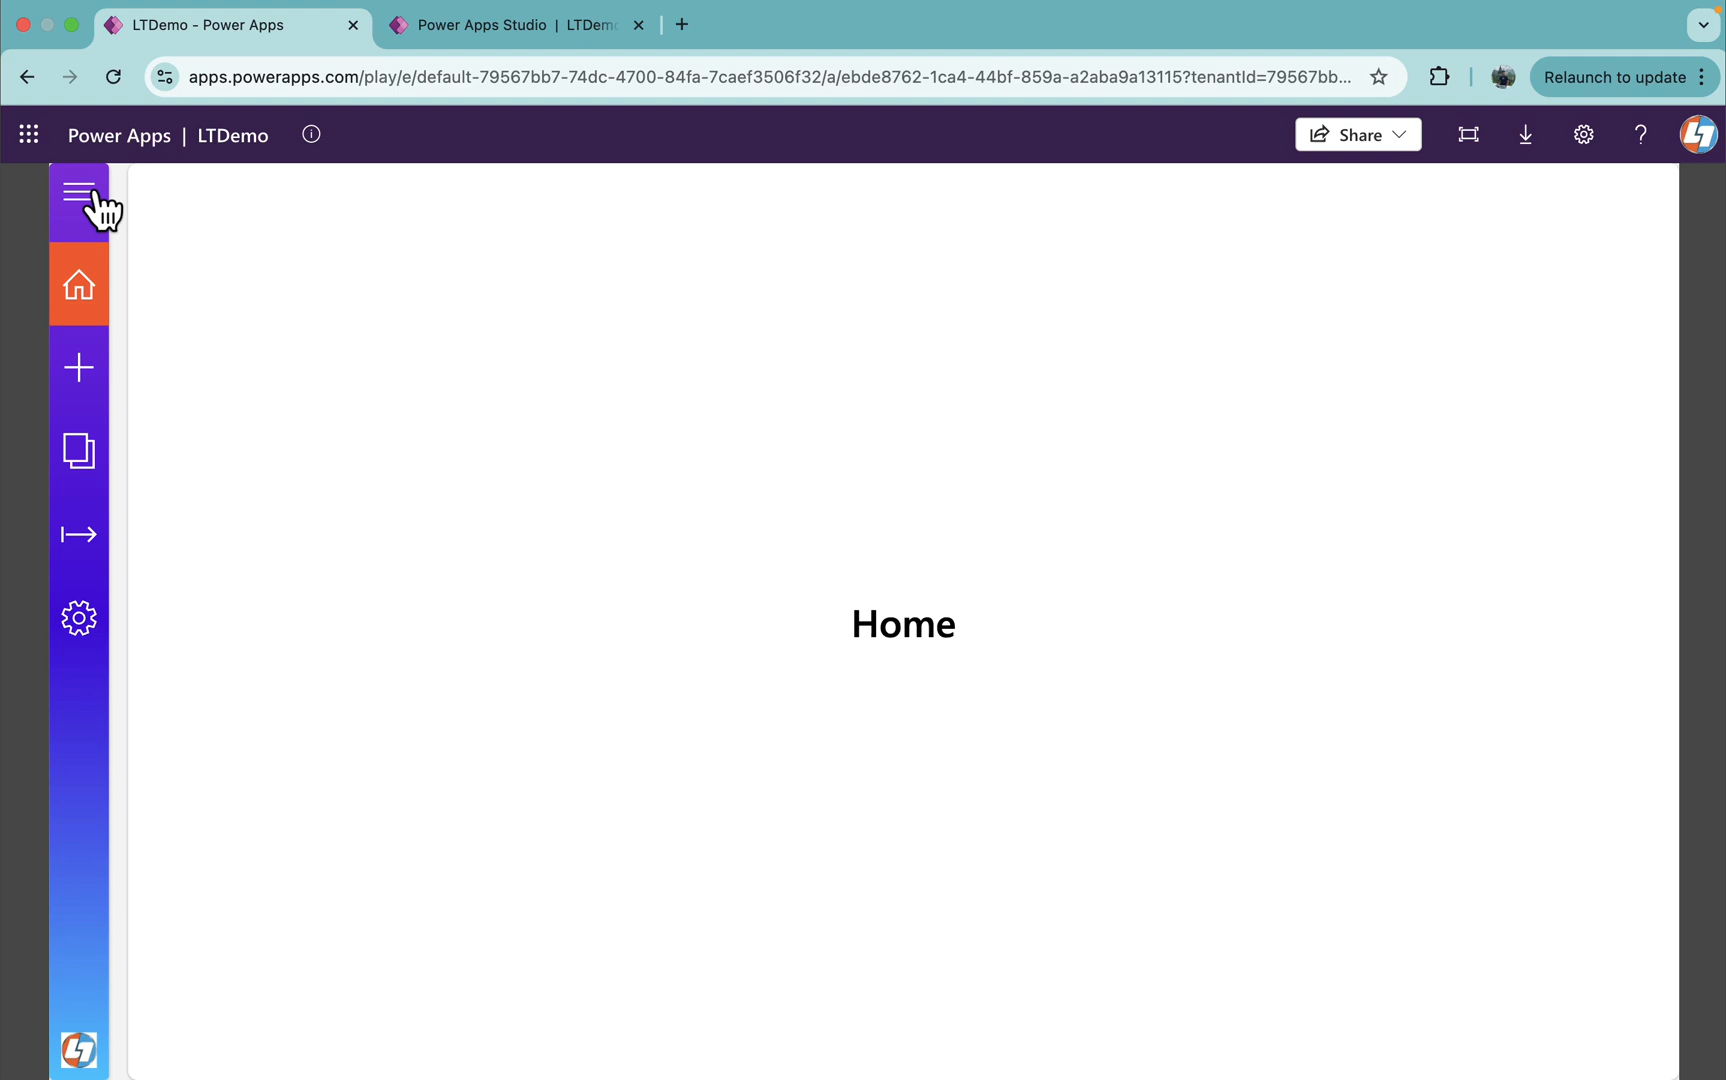 LTDemo - Power Apps
Power Apps Studio | LTDem
apps.powerapps.com/play/e/default-79567bb7-74dc-4700-84fa-7caef3506f32/a/ebde8762-1ca4-44bf-859a-a2aba9a13115?tenantId=79567bb...
Relaunch to update
Power Apps | LTDemo
Share
Home